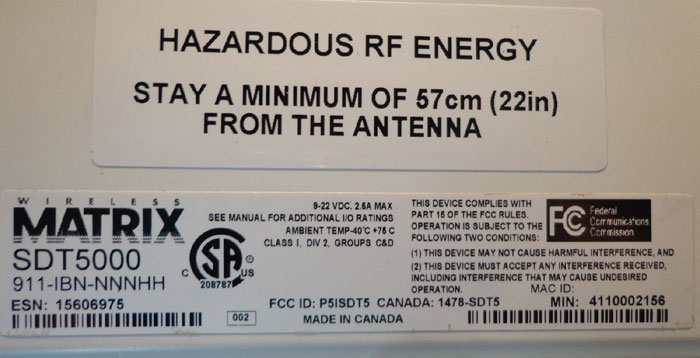 HAZARDOUS RF ENERGY
STAY A MINIMUM OF 57cm (22in)
FROM THE ANTENNA
WIRELESS
MATRIX
SDT5000
911-IBN-NNNHH
ESN: 15606975
9-22 VDC, 2.5A MAX
SEE MANUAL FOR ADDITIONAL I/O RATINGS
AMBIENT TEMP-40°C +75 C
CLASS I, DIV 2, GROUPS C&D
C SA US
®
208787
002
THIS DEVICE COMPLIES WITH
PART 15 OF THE FCC RULES.
OPERATION IS SUBJECT TO THE
FOLLOWING TWO CONDITIONS:
FCC Federal
Communications
Commission
(1) THIS DEVICE MAY NOT CAUSE HARMFUL INTERFERENCE, AND
(2) THIS DEVICE MUST ACCEPT ANY INTERFERENCE RECEIVED,
INCLUDING INTERFERENCE THAT MAY CAUSE UNDESIRED
OPERATION. MAC ID:
FCC ID: P5ISDT5 CANADA: 1478-SDT5 MIN: 4110002156
MADE IN CANADA